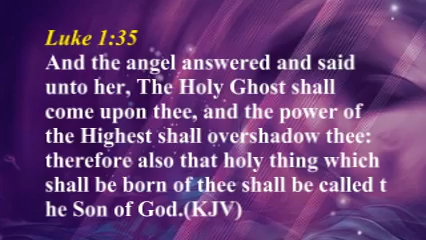 Luke 1:35
And the angel answered and said
unto her, The Holy Ghost shall
come upon thee, and the power of
the Highest shall overshadow thee:
therefore also that holy thing which
shall be born of thee shall be called t
he Son of God.(KJV)